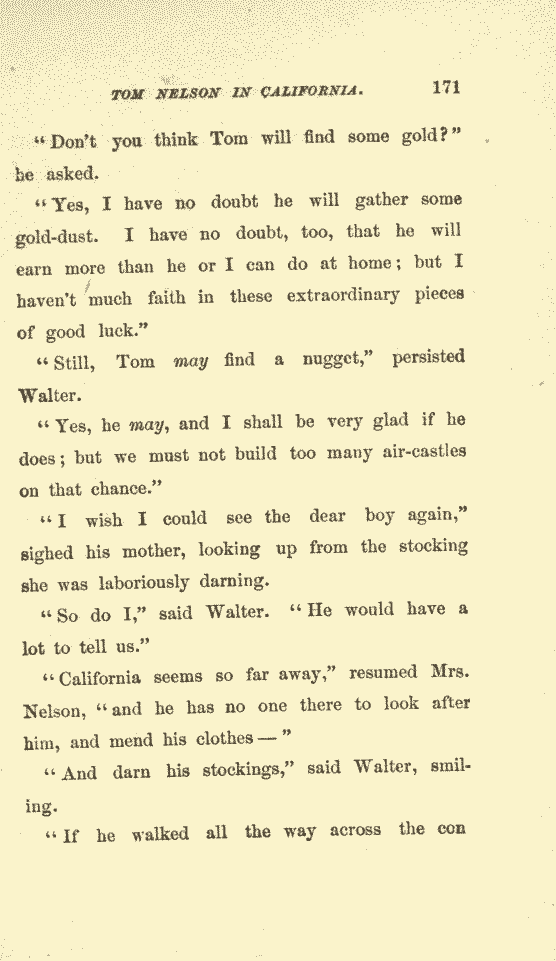 TOM NELSON IN CALIFORNIA. 171
“Don’t you think Tom will find some gold?”
he asked.
“Yes, I have no doubt he will gather some
gold-dust. I have no doubt, too, that he will
earn more than he or I can do at home; but I
haven’t much faith in these extraordinary pieces
of good luck.”
“Still, Tom may find a nugget,” persisted
Walter.
“Yes, he may, and I shall be very glad if he
does; but we must not build too many air-castles
on that chance.”
“I wish I could see the dear boy again,”
sighed his mother, looking up from the stocking
she was laboriously darning.
“So do I,” said Walter. “He would have a
lot to tell us.”
“California seems so far away,” resumed Mrs.
Nelson, “and he has no one there to look after
him, and mend his clothes—”
“And darn his stockings,” said Walter, smil-
ing.
“If he walked all the way across the con